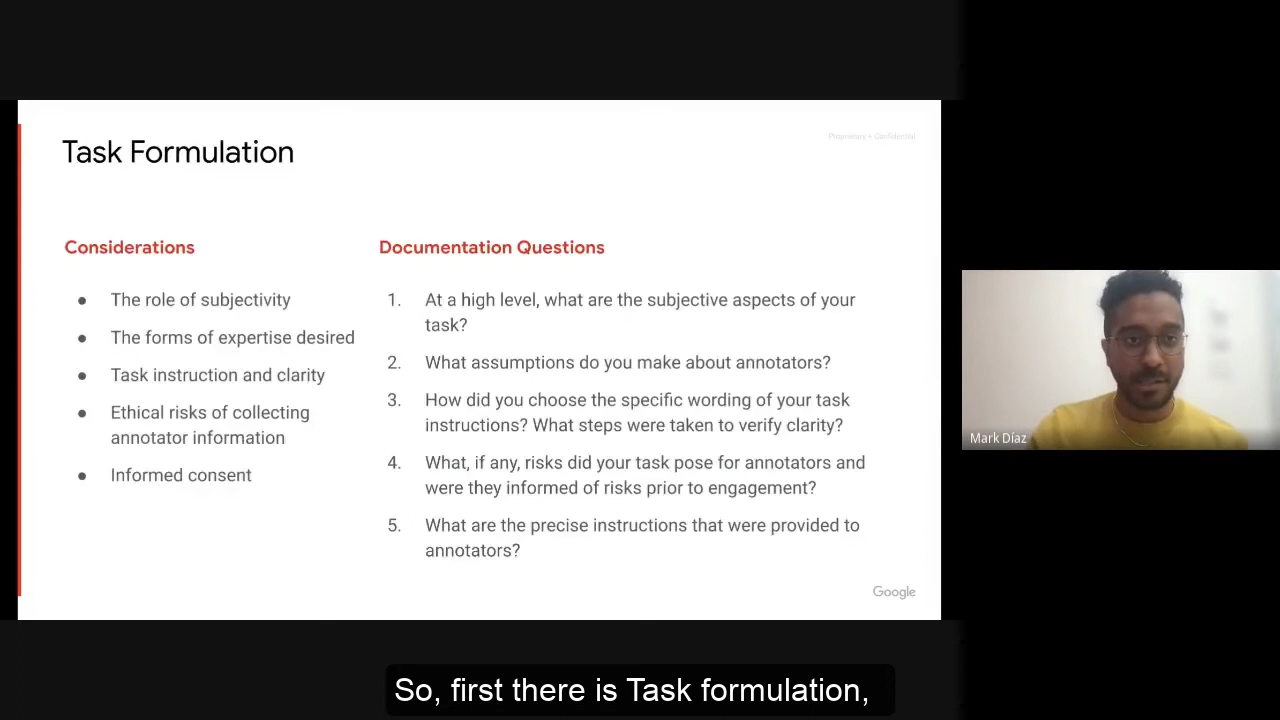 Task Formulation
Proprietary + Confidential
Considerations
● The role of subjectivity
● The forms of expertise desired
● Task instruction and clarity
● Ethical risks of collecting
annotator information
● Informed consent
Documentation Questions
1. At a high level, what are the subjective aspects of your
task?
2. What assumptions do you make about annotators?
3. How did you choose the specific wording of your task
instructions? What steps were taken to verify clarity?
4. What, if any, risks did your task pose for annotators and
were they informed of risks prior to engagement?
5. What are the precise instructions that were provided to
annotators?
Google
Mark Díaz
So, first there is Task formulation,